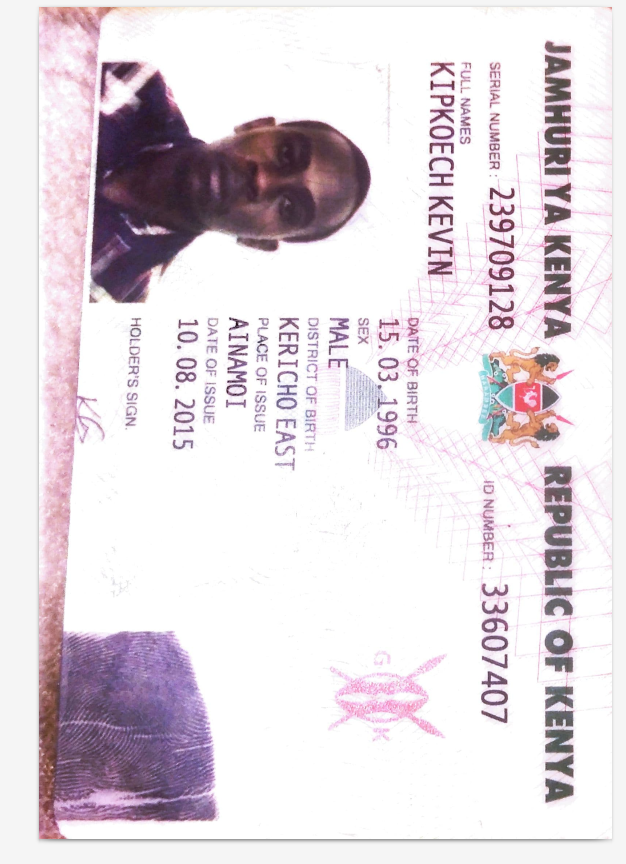 JAMHURI YA KENYA REPUBLIC OF KENYA
SERIAL NUMBER: 239709128 ID NUMBER: 33607407
FULL NAMES
KIPKOECH KEVIN
DATE OF BIRTH
15. 03. 1996
SEX
MALE
DISTRICT OF BIRTH
KERICHO EAST
PLACE OF ISSUE
AINAMOI
DATE OF ISSUE
10. 08. 2015
HOLDER'S SIGN.